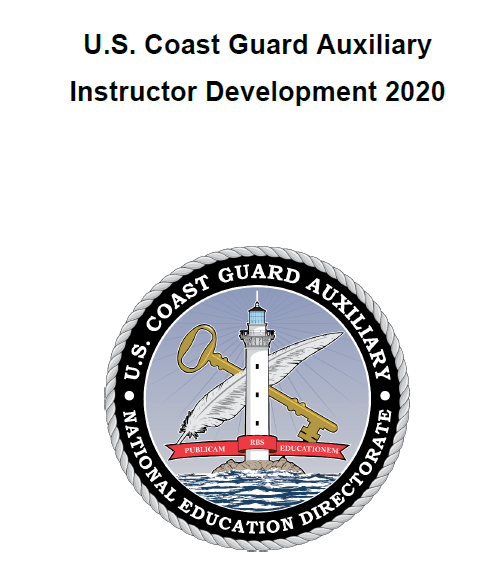 U.S. Coast Guard Auxiliary
Instructor Development 2020
U.S. COAST GUARD AUXILIARY
PUBLICAM RBS EDUCATIONEM
NATIONAL EDUCATION DIRECTORATE